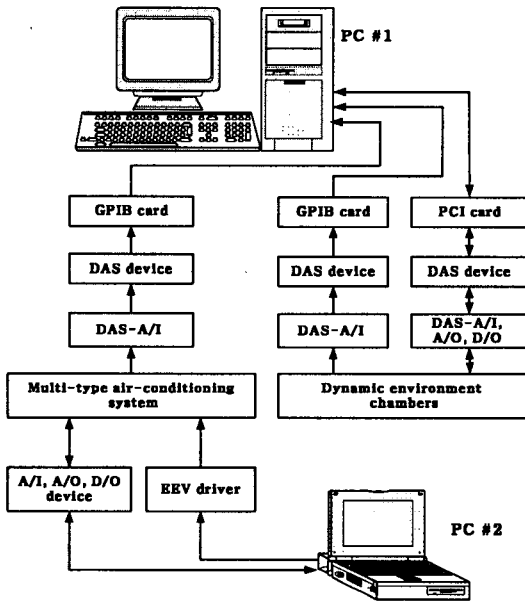 PC #1
GPIB card
GPIB card
PCI card
DAS device
DAS device
DAS device
DAS-A/I
DAS-A/I
DAS-A/I,
A/O, D/O
Multi-type air-conditioning
system
Dynamic environment
chambers
A/I, A/O, D/O
device
EEV driver
PC #2